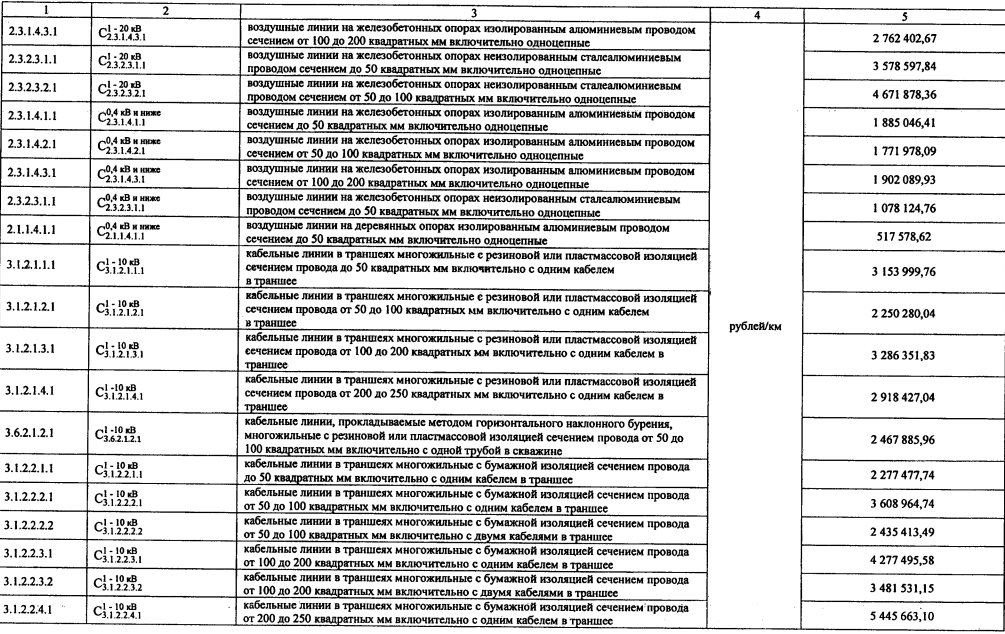 1 2 3 4 5
2.3.1.4.3.1 C 1 - 20 кВ 2.3.1.4.3.1 воздушные линии на железобетонных опорах изолированным алюминиевым проводом
сечением от 100 до 200 квадратных мм включительно одноцепные 2 762 402,67
2.3.2.3.1.1 C 1 - 20 кВ 2.3.2.3.1.1 воздушные линии на железобетонных опорах неизолированным сталеалюминиевым
проводом сечением до 50 квадратных мм включительно одноцепные 3 578 597,84
2.3.2.3.2.1 C 1 - 20 кВ 2.3.2.3.2.1 воздушные линии на железобетонных опорах неизолированным сталеалюминиевым
проводом сечением от 50 до 100 квадратных мм включительно одноцепные 4 671 878,36
2.3.1.4.1.1 C 0,4 кВ и ниже 2.3.1.4.1.1 воздушные линии на железобетонных опорах изолированным алюминиевым проводом
сечением до 50 квадратных мм включительно одноцепные 1 885 046,41
2.3.1.4.2.1 C 0,4 кВ и ниже 2.3.1.4.2.1 воздушные линии на железобетонных опорах изолированным алюминиевым проводом
сечением от 50 до 100 квадратных мм включительно одноцепные 1 771 978,09
2.3.1.4.3.1 C 0,4 кВ и ниже 2.3.1.4.3.1 воздушные линии на железобетонных опорах изолированным алюминиевым проводом
сечением от 100 до 200 квадратных мм включительно одноцепные 1 902 089,93
2.3.2.3.1.1 C 0,4 кВ и ниже 2.3.2.3.1.1 воздушные линии на железобетонных опорах неизолированным сталеалюминиевым
проводом сечением до 50 квадратных мм включительно одноцепные 1 078 124,76
2.1.1.4.1.1 C 0,4 кВ и ниже 2.1.1.4.1.1 воздушные линии на деревянных опорах изолированным алюминиевым проводом
сечением до 50 квадратных мм включительно одноцепные 517 578,62
3.1.2.1.1.1 C 1 - 10 кВ 3.1.2.1.1.1 кабельные линии в траншеях многожильные с резиновой или пластмассовой изоляцией
сечением провода до 50 квадратных мм включительно с одним кабелем
в траншее 3 153 999,76
3.1.2.1.2.1 C 1 - 10 кВ 3.1.2.1.2.1 кабельные линии в траншеях многожильные с резиновой или пластмассовой изоляцией
сечением провода от 50 до 100 квадратных мм включительно с одним кабелем
в траншее 2 250 280,04
рублей/км
3.1.2.1.3.1 C 1 - 10 кВ 3.1.2.1.3.1 кабельные линии в траншеях многожильные с резиновой или пластмассовой изоляцией
сечением провода от 100 до 200 квадратных мм включительно с одним кабелем в
траншее 3 286 351,83
3.1.2.1.4.1 C 1 -10 кВ 3.1.2.1.4.1 кабельные линии в траншеях многожильные с резиновой или пластмассовой изоляцией
сечением провода от 200 до 250 квадратных мм включительно с одним кабелем в
траншее 2 918 427,04
3.6.2.1.2.1 C 1 -10 кВ 3.6.2.1.2.1 кабельные линии, прокладываемые методом горизонтального наклонного бурения,
многожильные с резиновой или пластмассовой изоляцией сечением провода от 50 до
100 квадратных мм включительно с одной трубой в скважине 2 467 885,96
3.1.2.2.1.1 C 1 - 10 кВ 3.1.2.2.1.1 кабельные линии в траншеях многожильные с бумажной изоляцией сечением провода
до 50 квадратных мм включительно с одним кабелем в траншее 2 277 477,74
3.1.2.2.2.1 C 1 - 10 кВ 3.1.2.2.2.1 кабельные линии в траншеях многожильные с бумажной изоляцией сечением провода
от 50 до 100 квадратных мм включительно с одним кабелем в траншее 3 608 964,74
3.1.2.2.2.2 C 1 - 10 кВ 3.1.2.2.2.2 кабельные линии в траншеях многожильные с бумажной изоляцией сечением провода
от 50 до 100 квадратных мм включительно с двумя кабелями в траншее 2 435 413,49
3.1.2.2.3.1 C 1 - 10 кВ 3.1.2.2.3.1 кабельные линии в траншеях многожильные с бумажной изоляцией сечением провода
от 100 до 200 квадратных мм включительно с одним кабелем в траншее 4 277 495,58
3.1.2.2.3.2 C 1 - 10 кВ 3.1.2.2.3.2 кабельные линии в траншеях многожильные с бумажной изоляцией сечением провода
от 100 до 200 квадратных мм включительно с двумя кабелями в траншее 3 481 531,15
3.1.2.2.4.1 C 1 - 10 кВ 3.1.2.2.4.1 кабельные линии в траншеях многожильные с бумажной изоляцией сечением провода
от 200 до 250 квадратных мм включительно с одним кабелем в траншее 5 445 663,10